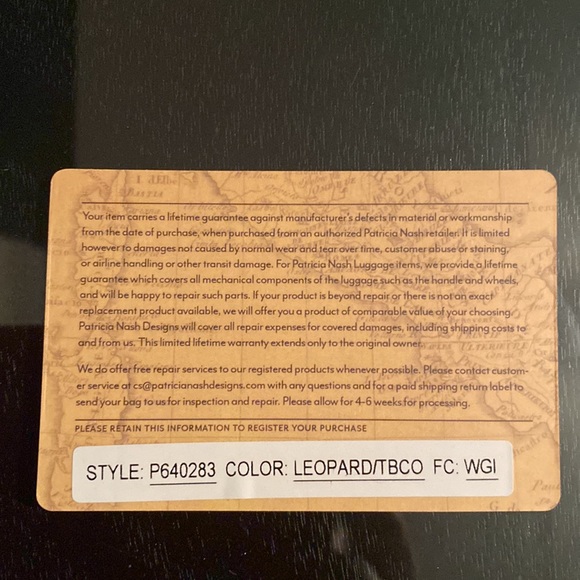 Your item carries a lifetime guarantee against manufacturer's defects in material or workmanship
from the date of purchase, when purchased from an authorized Patricia Nash retailer. It is limited
however to damages not caused by normal wear and tear over time, customer abuse or staining,
or airline handling or other transit damage. For Patricia Nash Luggage items, we provide a lifetime
guarantee which covers all mechanical components of the luggage such as the handle and wheels,
and will be happy to repair such parts. If your product is beyond repair or there is not an exact
replacement product available, we will offer you a product of comparable value of your choosing.
Patricia Nash Designs will cover all repair expenses for covered damages, including shipping costs to
and from us. This limited lifetime warranty extends only to the original owner.
We do offer free repair services to our registered products whenever possible. Please contact custom-
er service at cs@patricianashdesigns.com with any questions and for a paid shipping return label to
send your bag to us for inspection and repair. Please allow for 4-6 weeks for processing.
PLEASE RETAIN THIS INFORMATION TO REGISTER YOUR PURCHASE
STYLE: P640283 COLOR: LEOPARD/TBCO FC: WGI